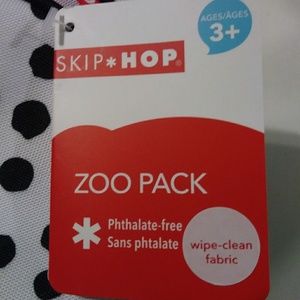 AGES/ÂGES
3+
SKIP*HOP®
ZOO PACK
* Phthalate-free
Sans phtalate
wipe-clean
fabric